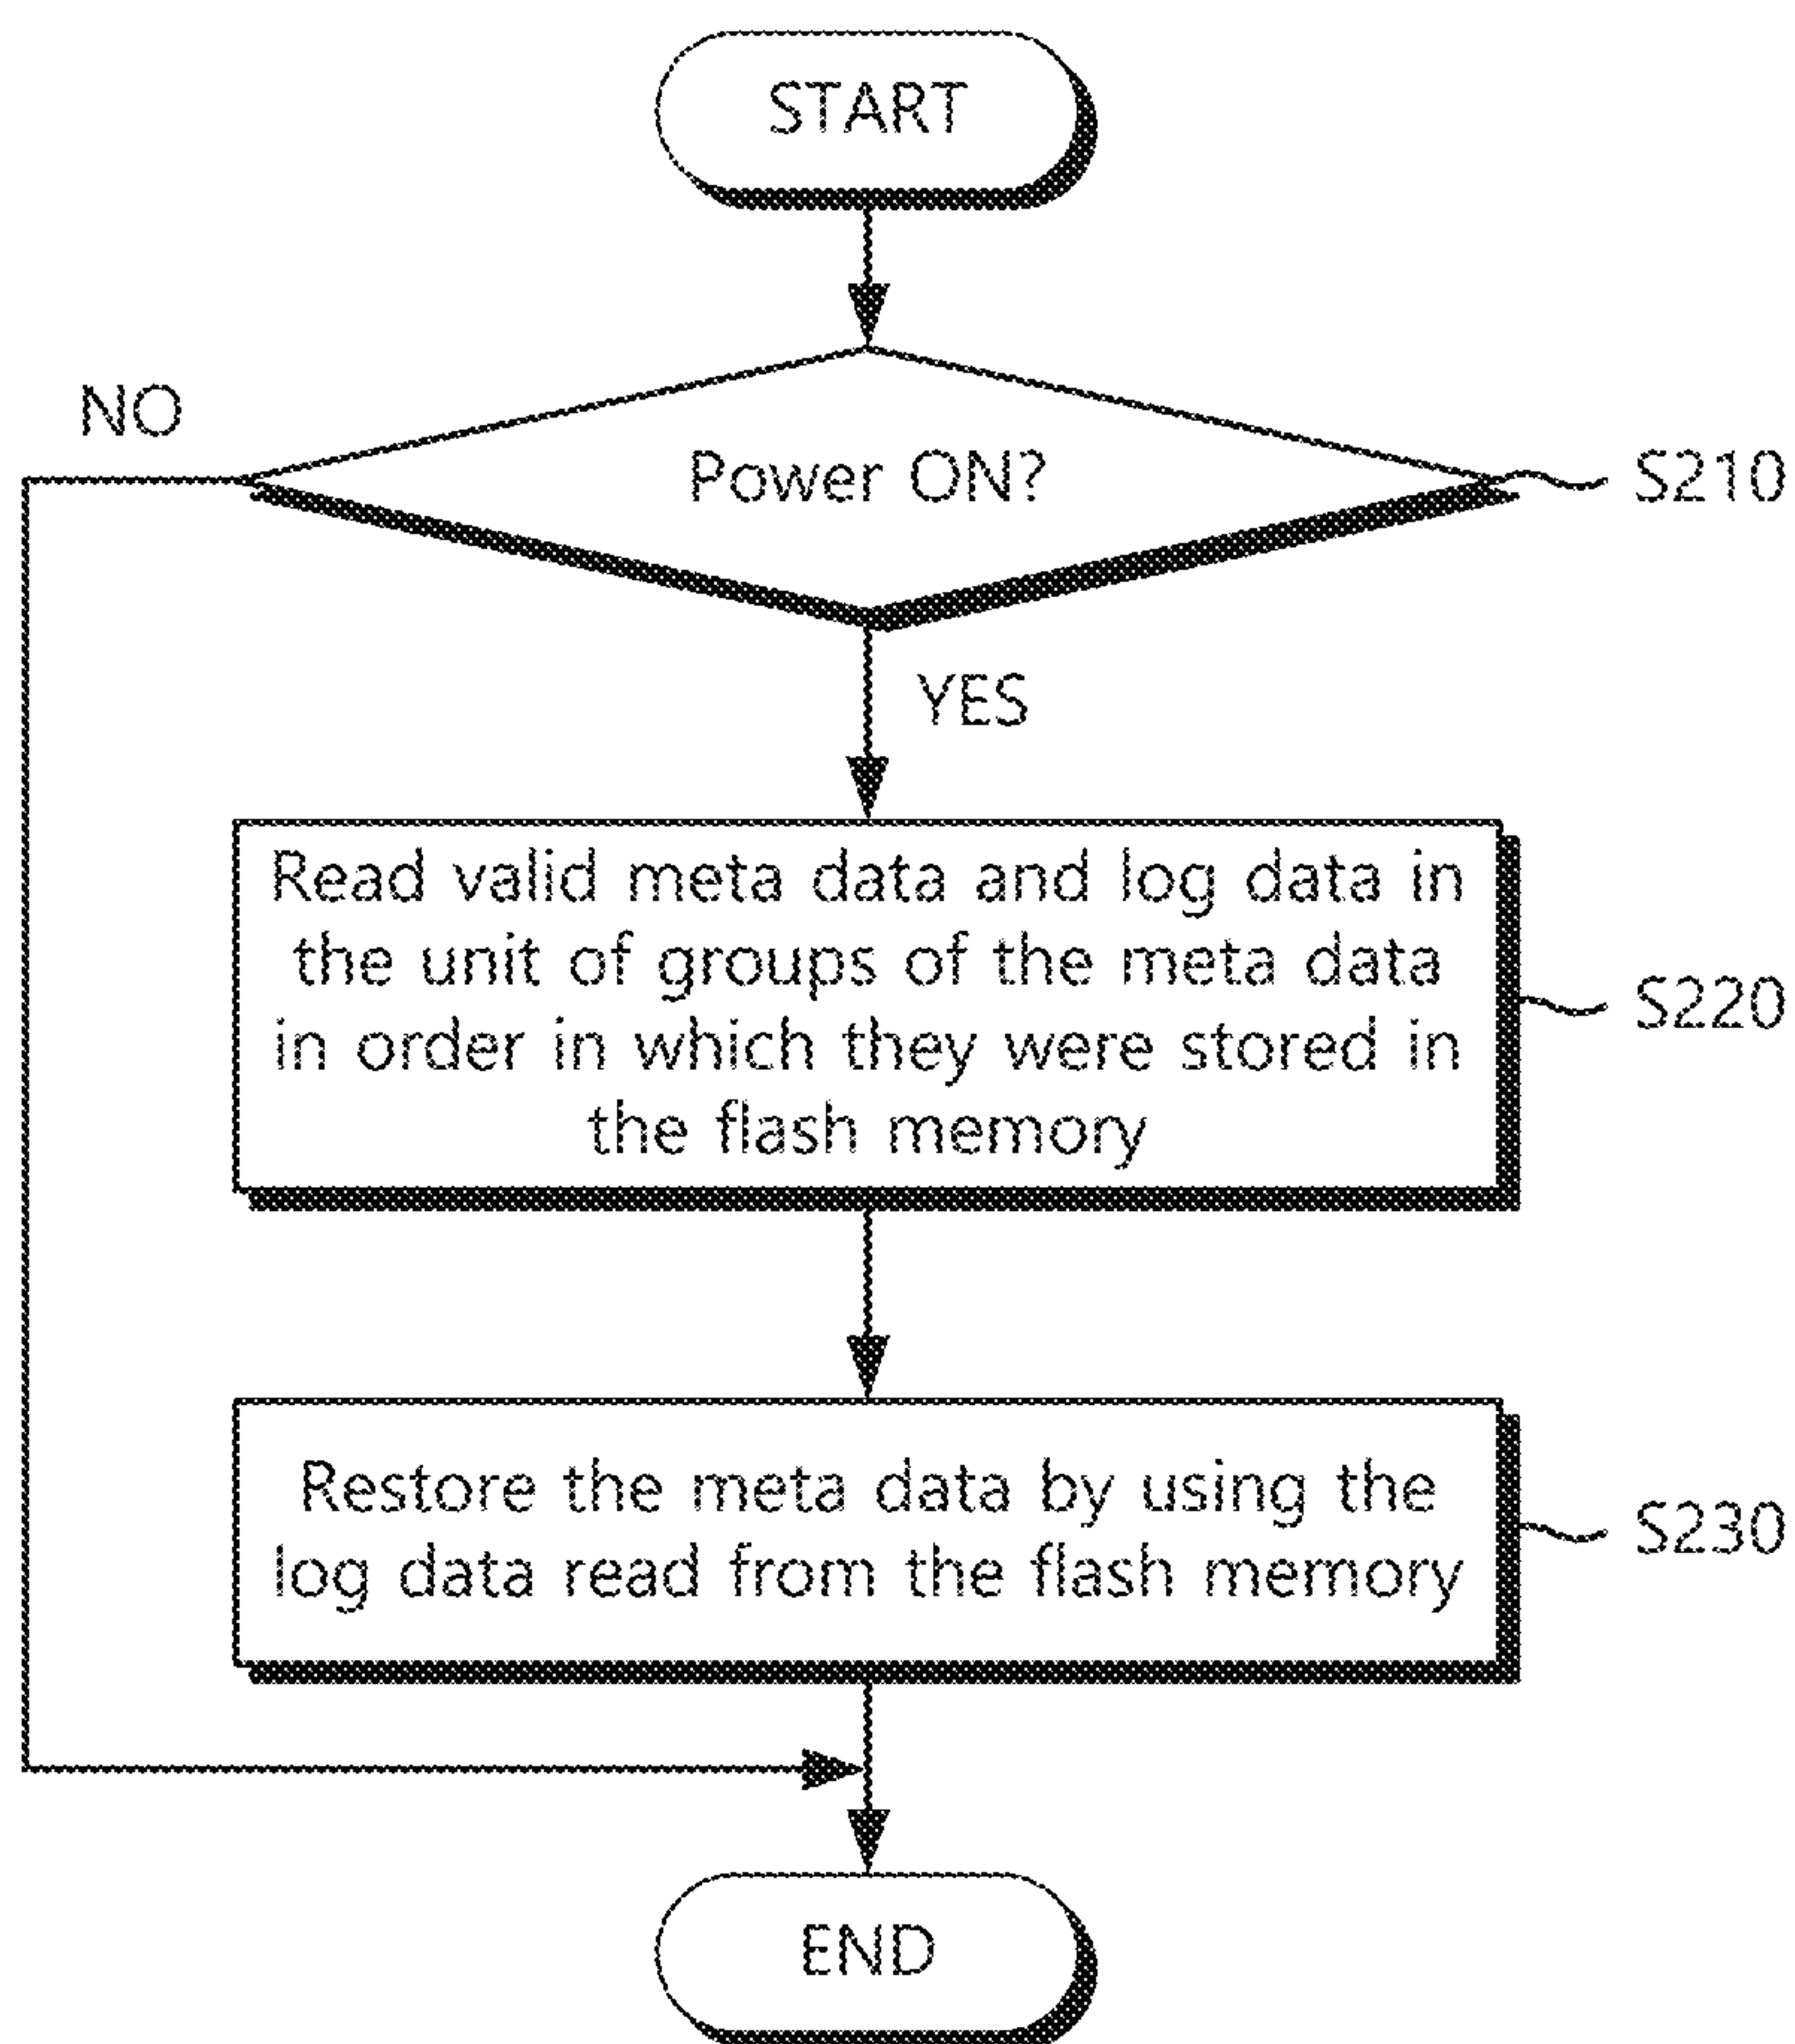 START
NO
Power ON?
S210
YES
Read valid meta data and log data in
the unit of groups of the meta data
in order in which they were stored in
the flash memory
S220
Restore the meta data by using the
log data read from the flash memory
S230
END